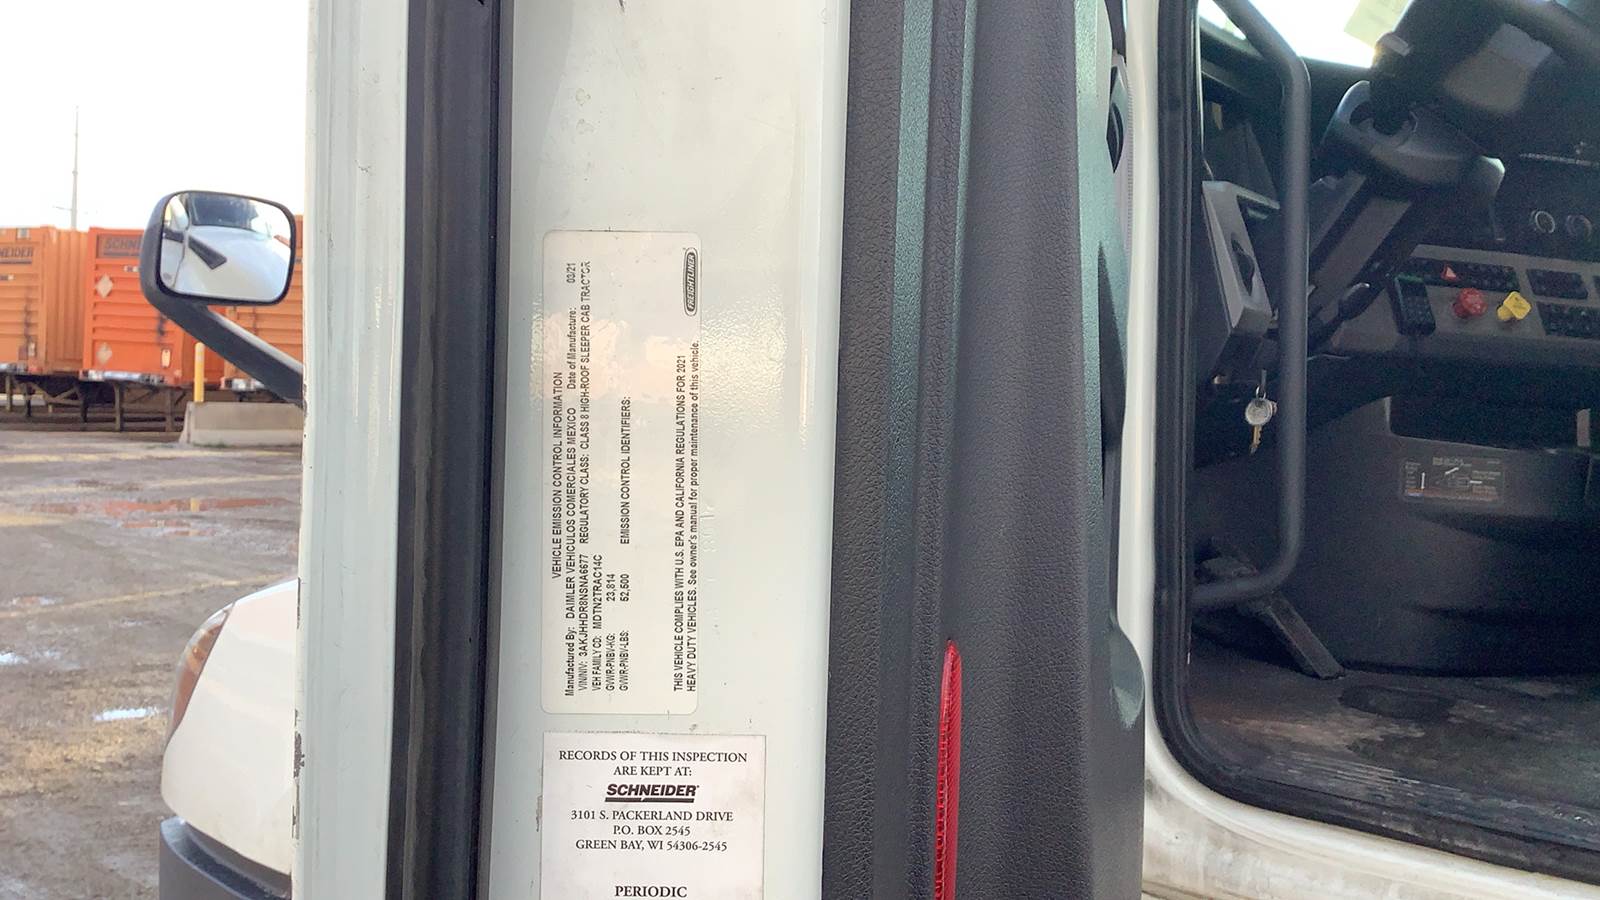 VEHICLE EMISSION CONTROL INFORMATION
Manufactured By: DAIMLER VEHICULOS COMERCIALES MEXICO Date of Manufacture: 03/21
VIN/NIV: 3AKJHHDR8NSNA6677 REGULATORY CLASS: CLASS 8 HIGH-ROOF SLEEPER CAB TRACTOR
VEH FAMILY CD: MDTN2TRAC14C
GVWR-PNBV-KG: 23,814
GVWR-PNBV-LBS: 52,500 EMISSION CONTROL IDENTIFIERS:
THIS VEHICLE COMPLIES WITH U.S. EPA AND CALIFORNIA REGULATIONS FOR 2021
HEAVY DUTY VEHICLES. See owner's manual for proper maintenance of this vehicle.
FREIGHTLINER
RECORDS OF THIS INSPECTION
ARE KEPT AT:
SCHNEIDER
3101 S. PACKERLAND DRIVE
P.O. BOX 2545
GREEN BAY, WI 54306-2545
PERIODIC